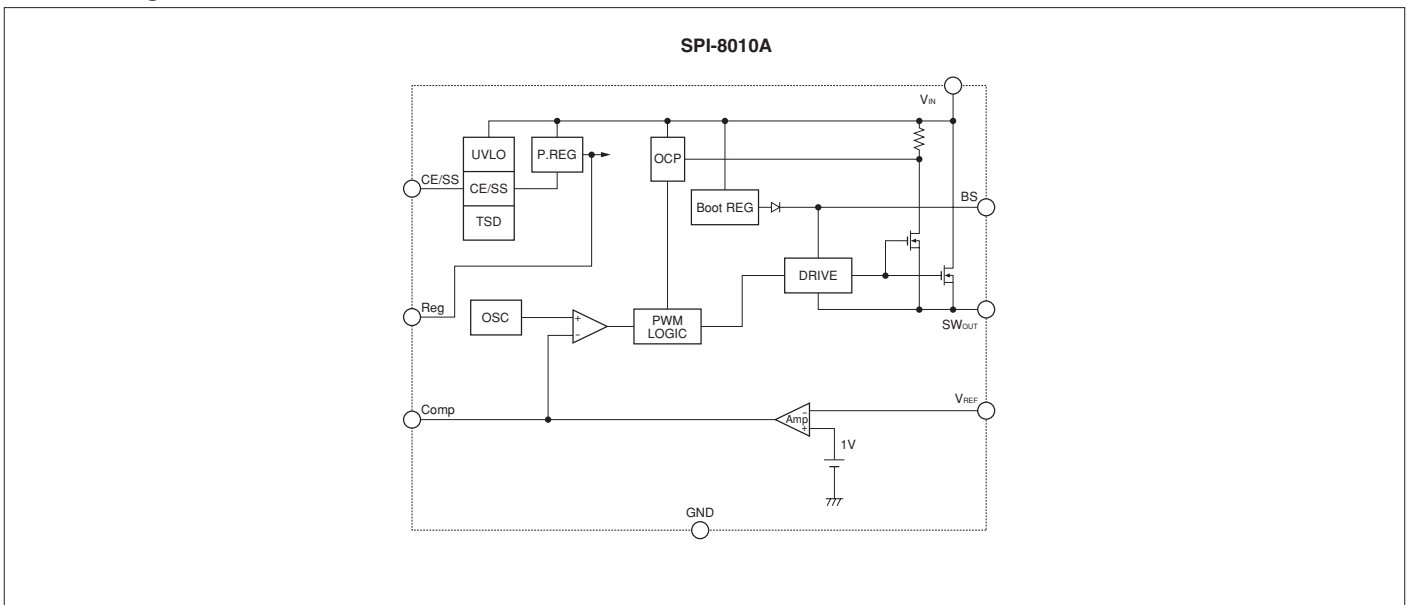 SPI-8010A
VIN
UVLO
P.REG
OCP
CE/SS
CE/SS
TSD
Boot REG
BS
DRIVE
Reg
OSC
+
−
PWM
LOGIC
SWOUT
Comp
Amp
−
+
VREF
1V
GND